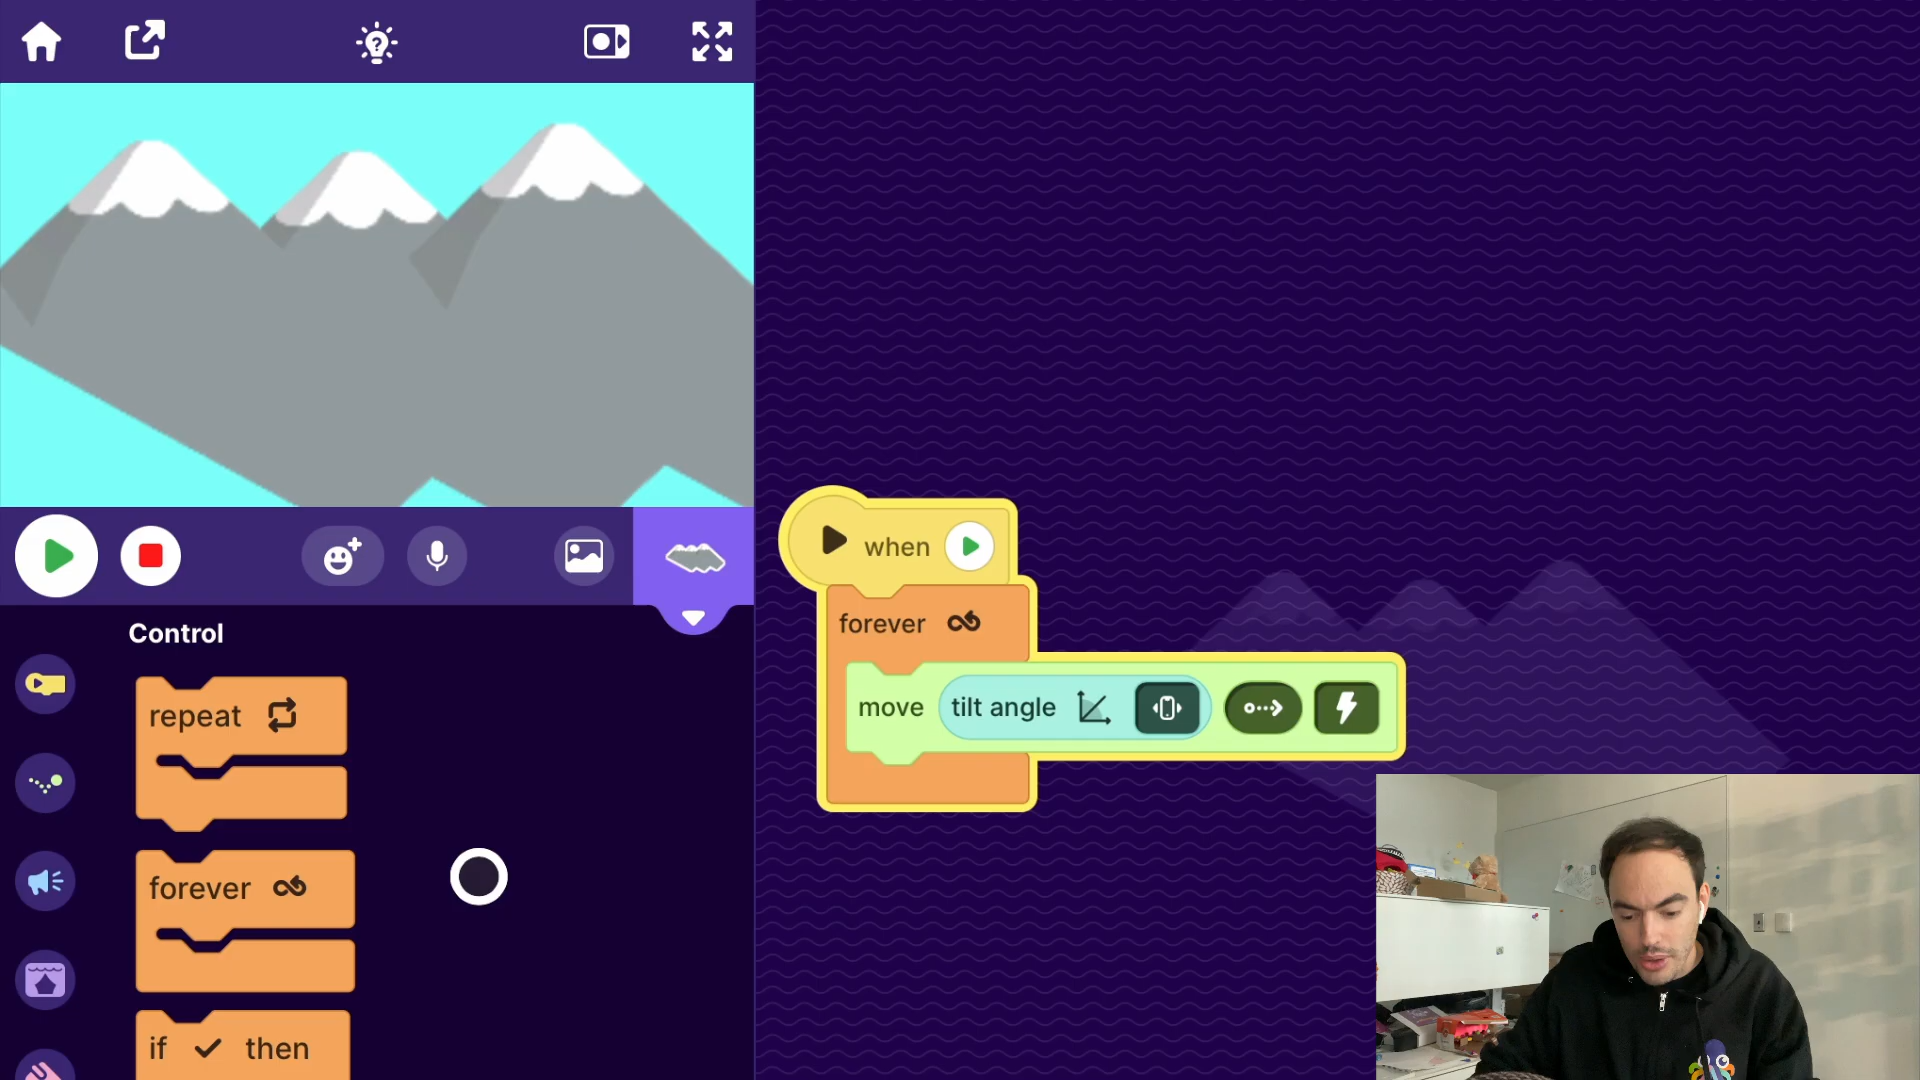 Control
repeat
forever
if then
when
forever
move tilt angle